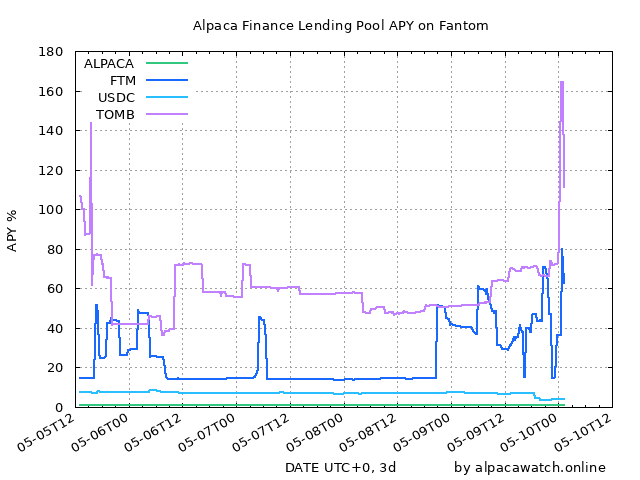 Alpaca Finance Lending Pool APY on Fantom
180
160
140
120
100
80
60
40
20
0
APY %
ALPACA
FTM
USDC
TOMB
05-05T12
05-06T00
05-06T12
05-07T00
05-07T12
05-08T00
05-08T12
05-09T00
05-09T12
05-10T00
05-10T12
DATE UTC+0, 3d
by alpacawatch.online